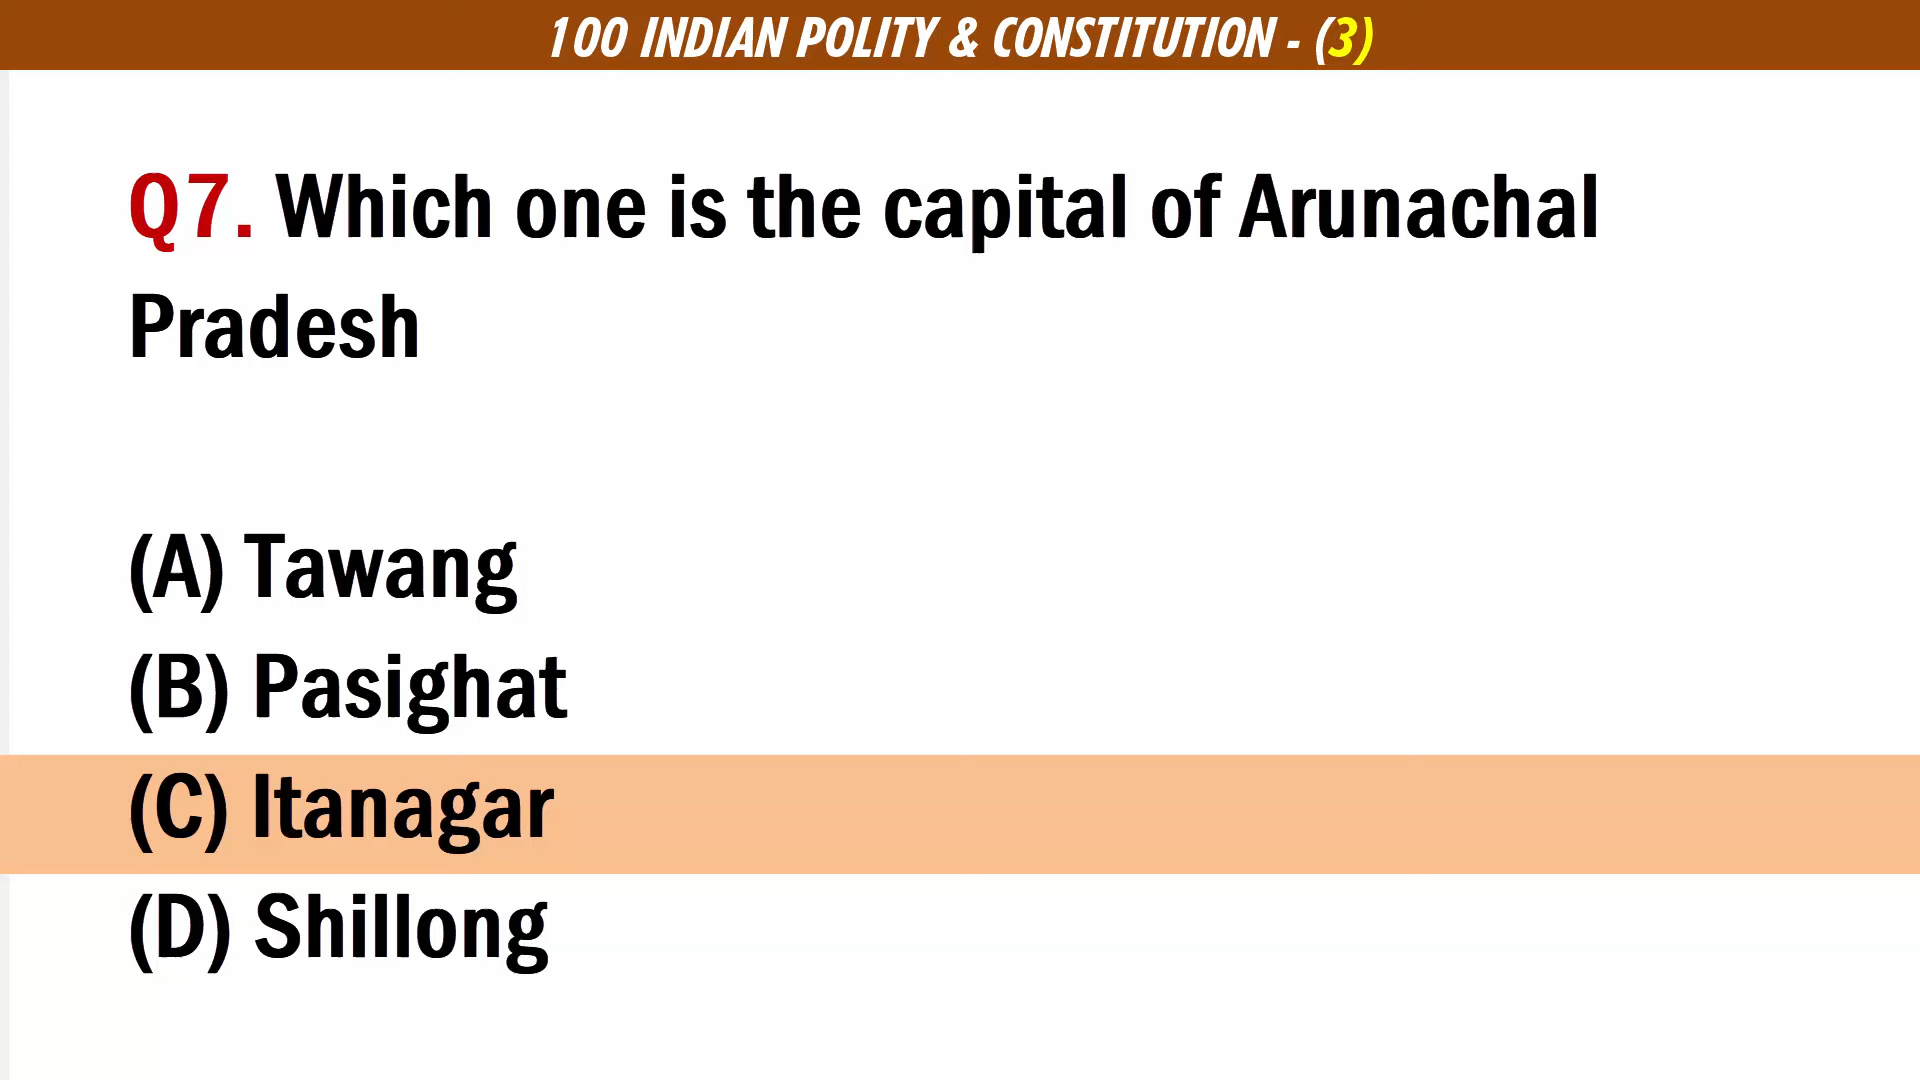 100 INDIAN POLITY & CONSTITUTION - (3)
Q7. Which one is the capital of Arunachal
Pradesh
(A) Tawang
(B) Pasighat
(C) Itanagar
(D) Shillong